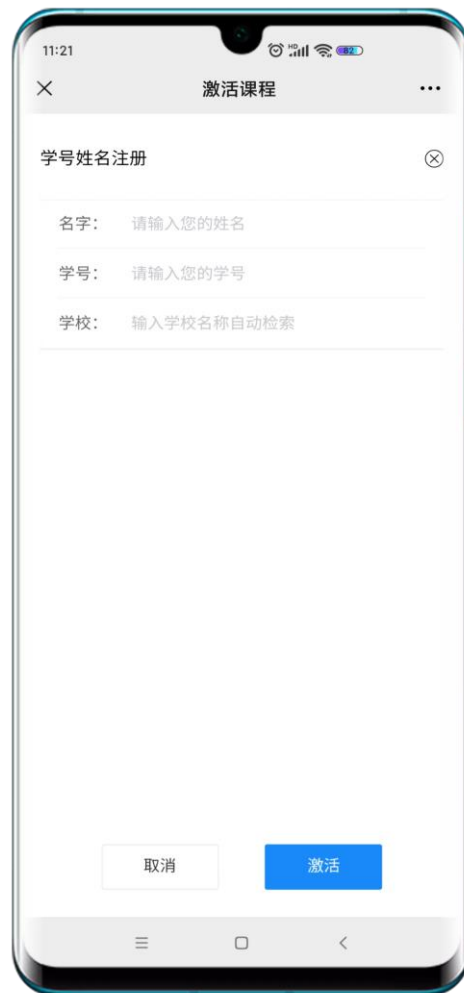 11:21
HD
82
激活课程
学号姓名注册
名字： 请输入您的姓名
学号： 请输入您的学号
学校： 输入学校名称自动检索
取消 激活